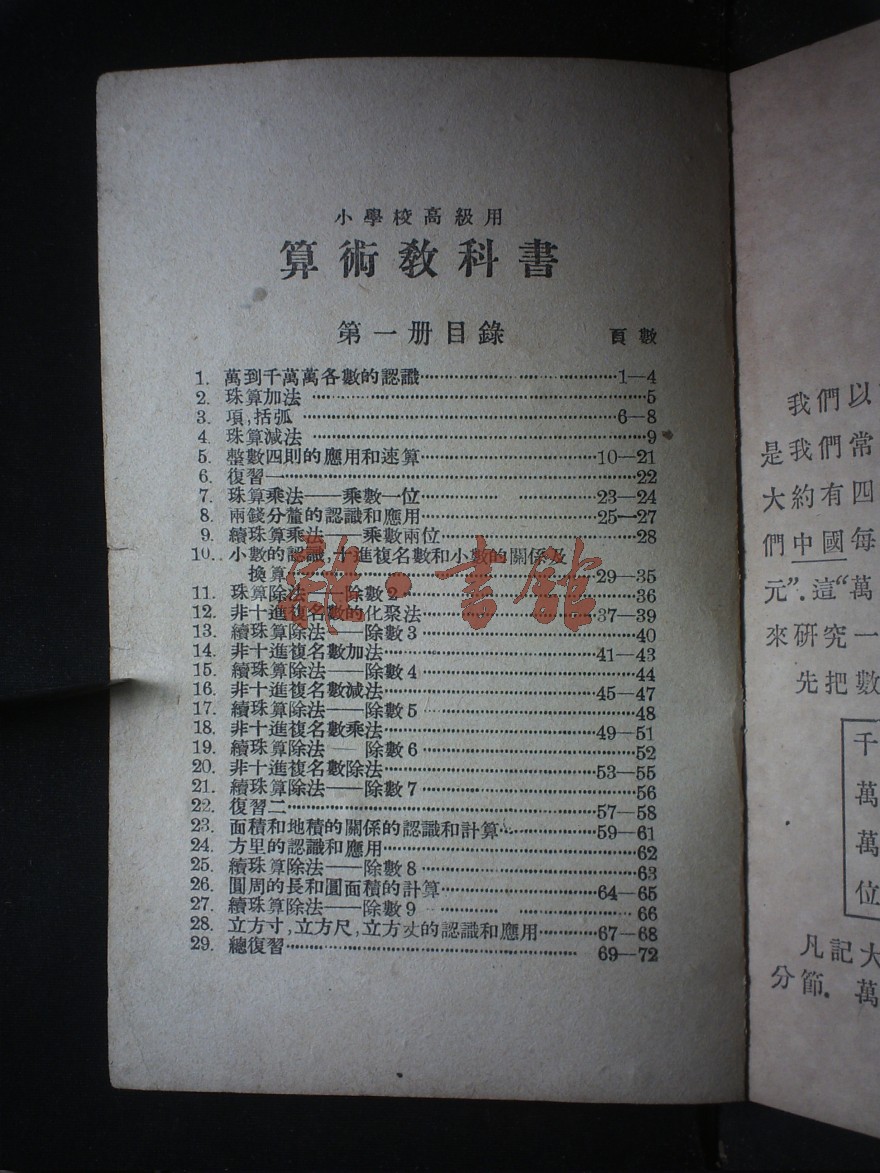 小學校高級用
算術教科書
第一册目錄 頁數
1. 萬到千萬萬各數的認識……1—4
2. 珠算加法……5
3. 項,括弧……6—8
4. 珠算減法……9
5. 整數四則的應用和速算……10—21
6. 復習一……22
7. 珠算乘法——乘數一位……23—24
8. 兩錢分釐的認識和應用……25—27
9. 續珠算乘法——乘數兩位……28
10. 小數的認識,十進複名數和小數的關係及
換算……29—35
11. 珠算除法——除數2……36
12. 非十進複名數的化聚法……37—39
13. 續珠算除法——除數3……40
14. 非十進複名數加法……41—43
15. 續珠算除法——除數4……44
16. 非十進複名數減法……45—47
17. 續珠算除法——除數5……48
18. 非十進複名數乘法……49—51
19. 續珠算除法——除數6……52
20. 非十進複名數除法……53—55
21. 續珠算除法——除數7……56
22. 復習二……57—58
23. 面積和地積的關係的認識和計算……59—61
24. 方里的認識和應用……62
25. 續珠算除法——除數8……63
26. 圓周的長和圓面積的計算……64—65
27. 續珠算除法——除數9……66
28. 立方寸,立方尺,立方丈的認識和應用……67—68
29. 總復習……69—72
雜·書館
我們以
是我們常
大約有四
們中國每
元”.這“萬
來研究一
先把數
千萬萬位
凡記大
分節.萬